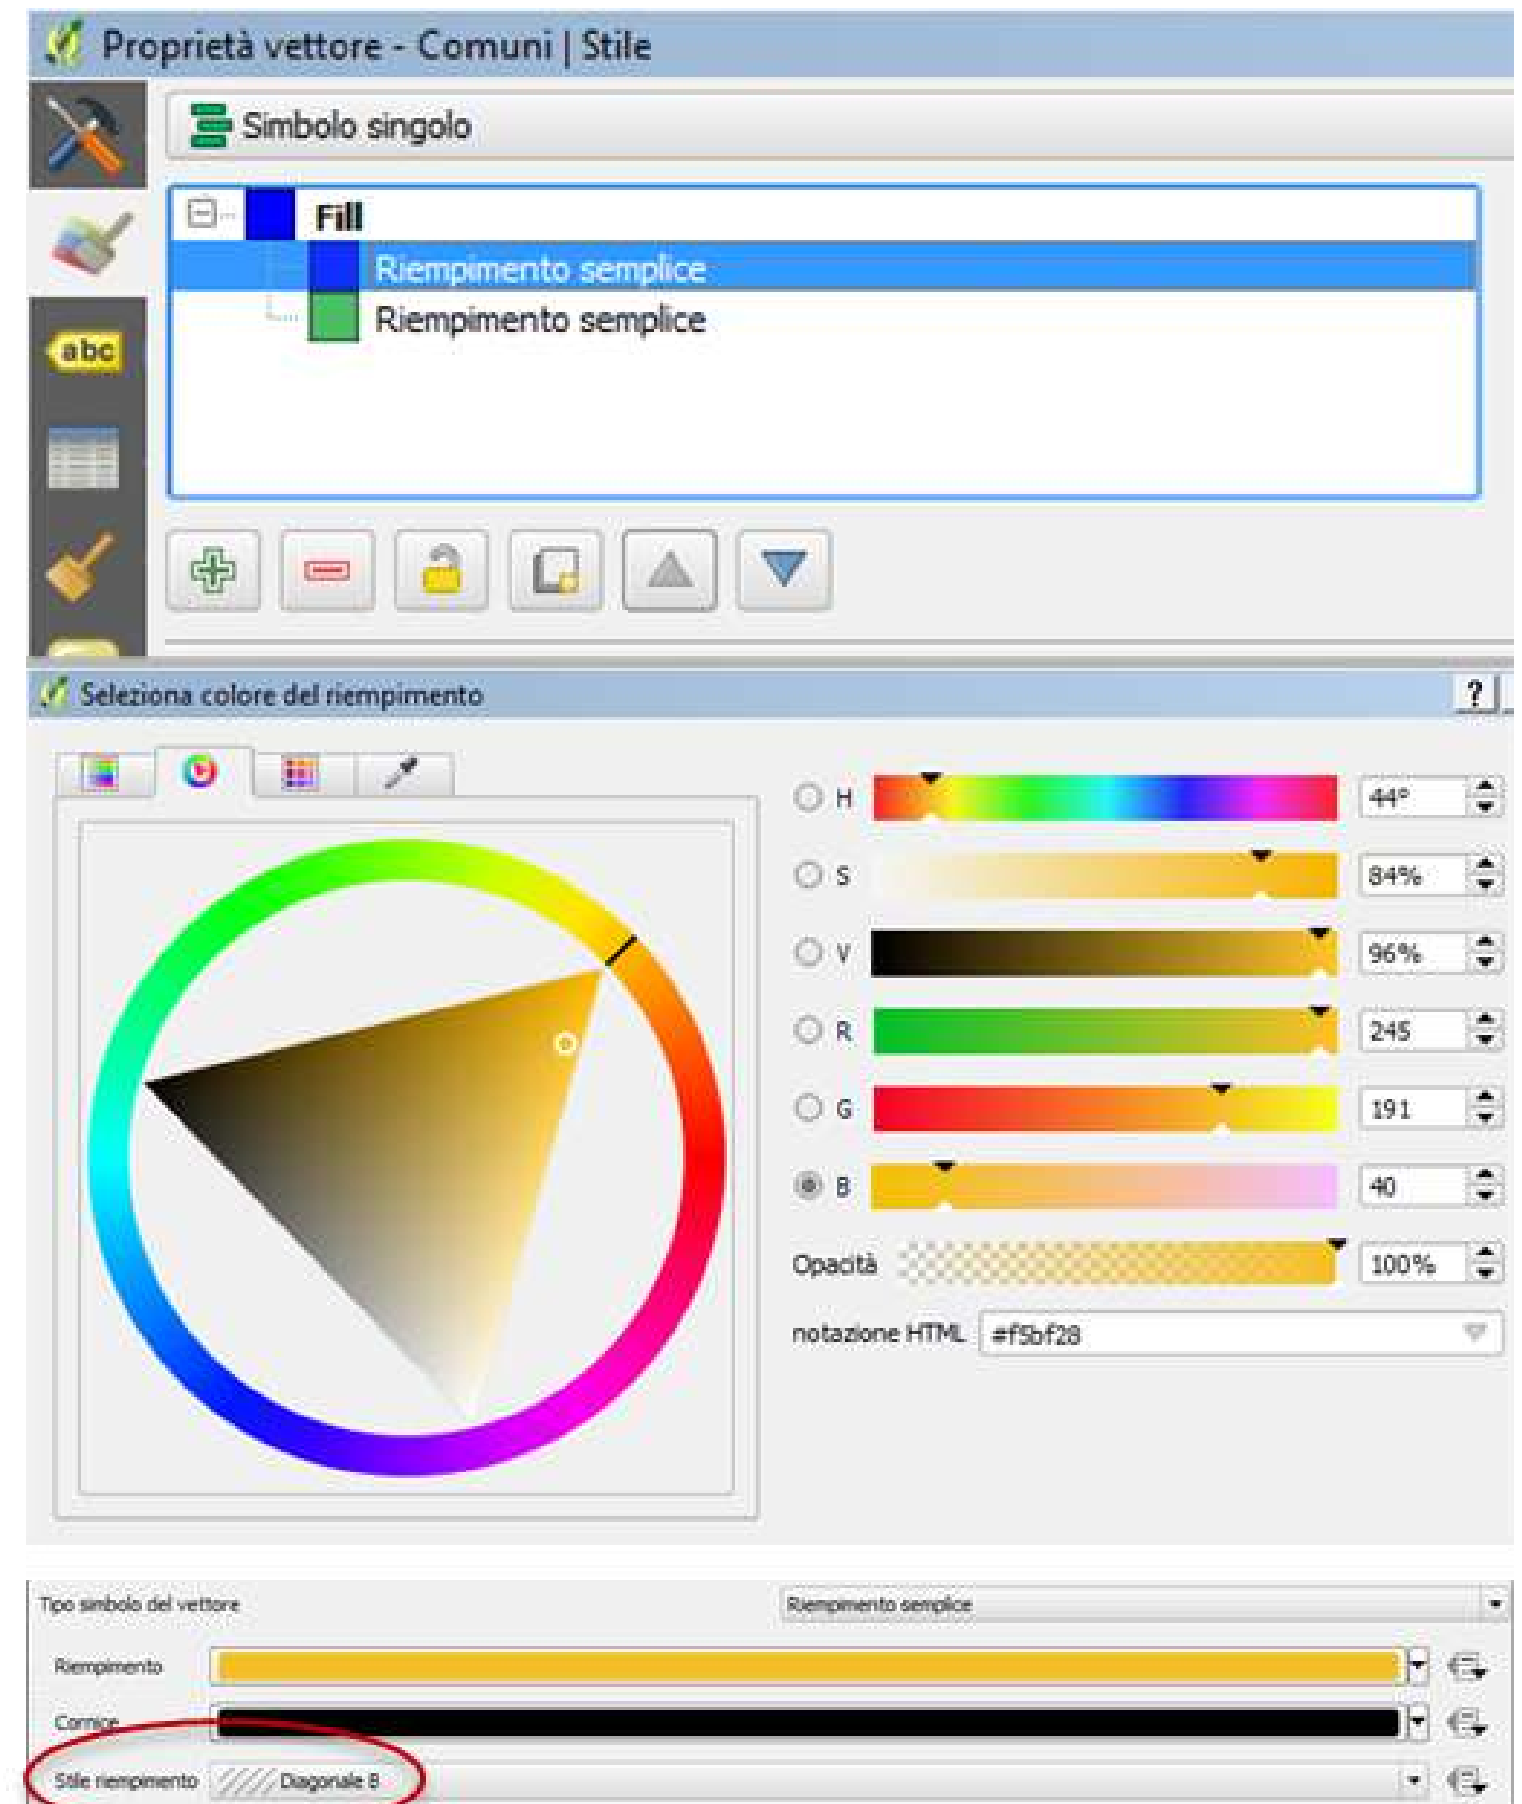 Proprietà vettore - Comuni | Stile
Simbolo singolo
Fill
Riempimento semplice
Riempimento semplice
abc
Seleziona colore del riempimento
?
H 44°
S 84%
V 96%
R 245
G 191
B 40
Opacità 100%
notazione HTML #f5bf28
Tipo simbolo del vettore Riempimento semplice
Riempimento
Cornice
Stile riempimento Diagonale B